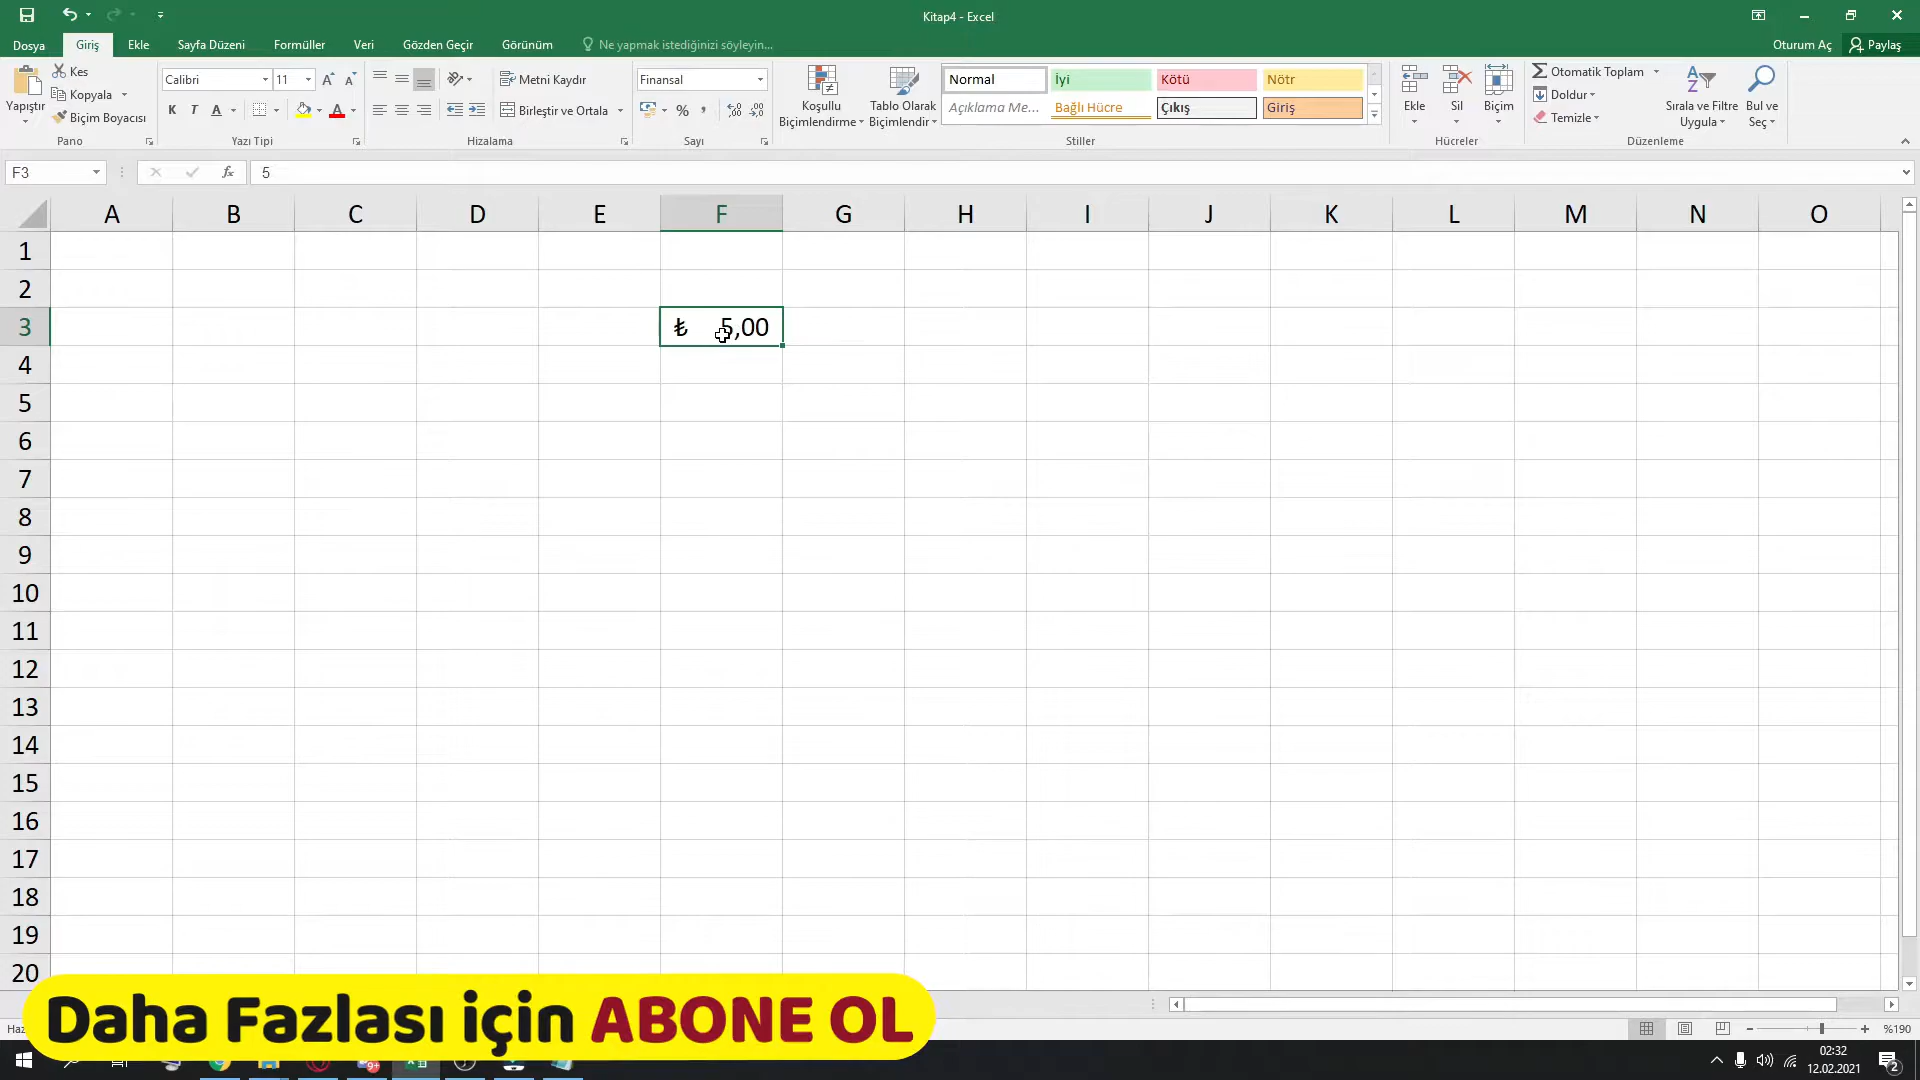 Kitap4 - Excel
Dosya Giriş Ekle Sayfa Düzeni Formüller Veri Gözden Geçir Görünüm Ne yapmak istediğinizi söyleyin... Oturum Aç Paylaş
Yapıştır
Kes
Kopyala
Biçim Boyacısı
Pano
Calibri 11
K T A
Yazı Tipi
Metni Kaydır
Birleştir ve Ortala
Hizalama
Finansal
%
Sayı
Koşullu
Biçimlendirme
Tablo Olarak
Biçimlendir
Normal İyi Kötü Nötr
Açıklama Me... Bağlı Hücre Çıkış Giriş
Stiller
Ekle Sil Biçim
Hücreler
Otomatik Toplam
Doldur
Temizle
Sırala ve Filtre
Uygula
Bul ve
Seç
Düzenleme
F3 fx 5
A B C D E F G H I J K L M N O
1
2
3 ₺ 5,00
4
5
6
7
8
9
10
11
12
13
14
15
16
17
18
19
20
Daha Fazlası için ABONE OL
%190
02:32
12.02.2021